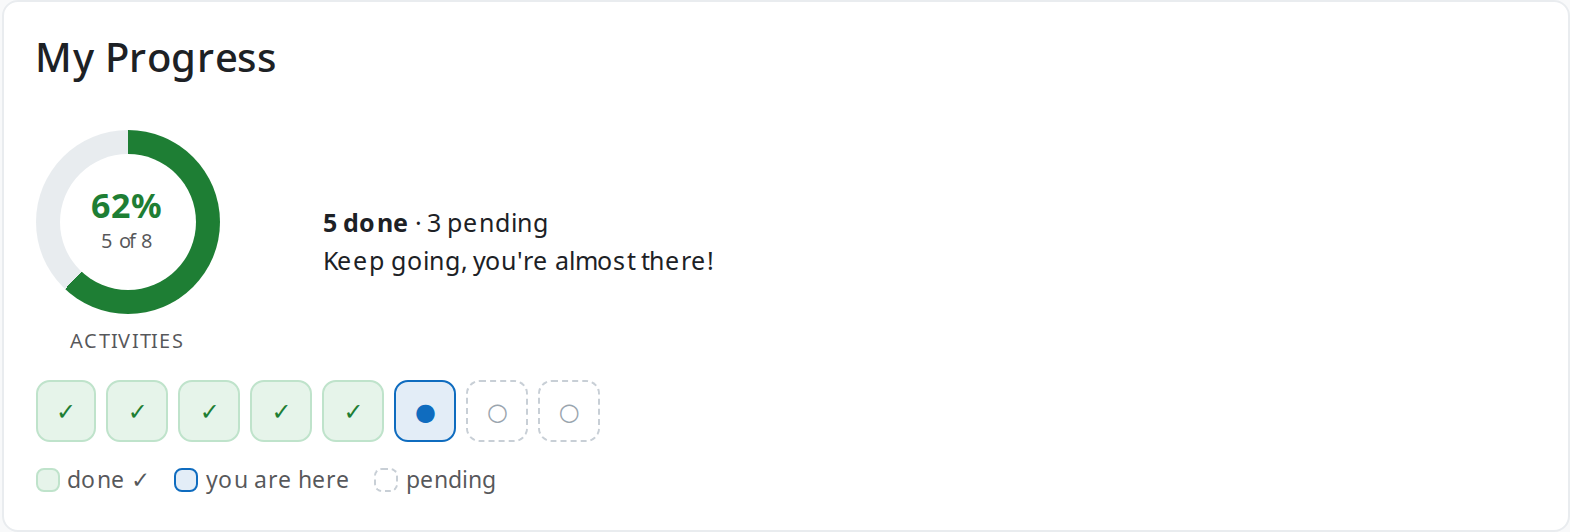 My Progress
62%
5 of 8
ACTIVITIES
5 done · 3 pending
Keep going, you're almost there!
✓ ✓ ✓ ✓ ✓ ● ○ ○
done ✓ you are here pending